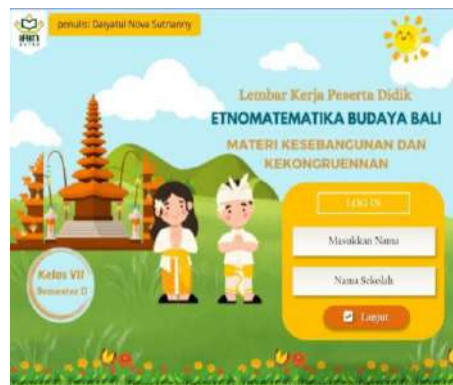 penulis: Daiyatul Nova Sutrianny
Lembar Kerja Peserta Didik
ETNOMATEMATIKA BUDAYA BALI
MATERI KESEBANGUNAN DAN
KEKONGRUENNAN
LOG IN
Masukkan Nama
Nama Sekolah
Lanjut
Kelas VII
Semester II